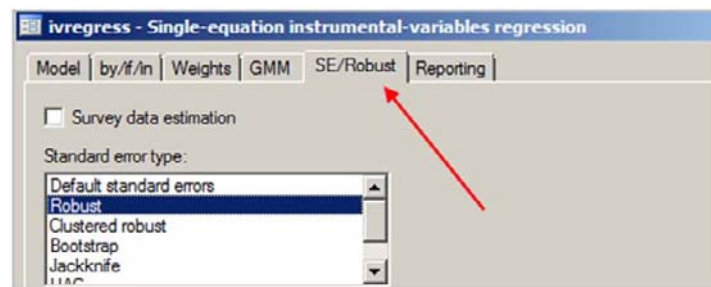 ivregress - Single-equation instrumental-variables regression
Model by/if/in Weights GMM SE/Robust Reporting
Survey data estimation
Standard error type:
Default standard errors
Robust
Clustered robust
Bootstrap
Jackknife